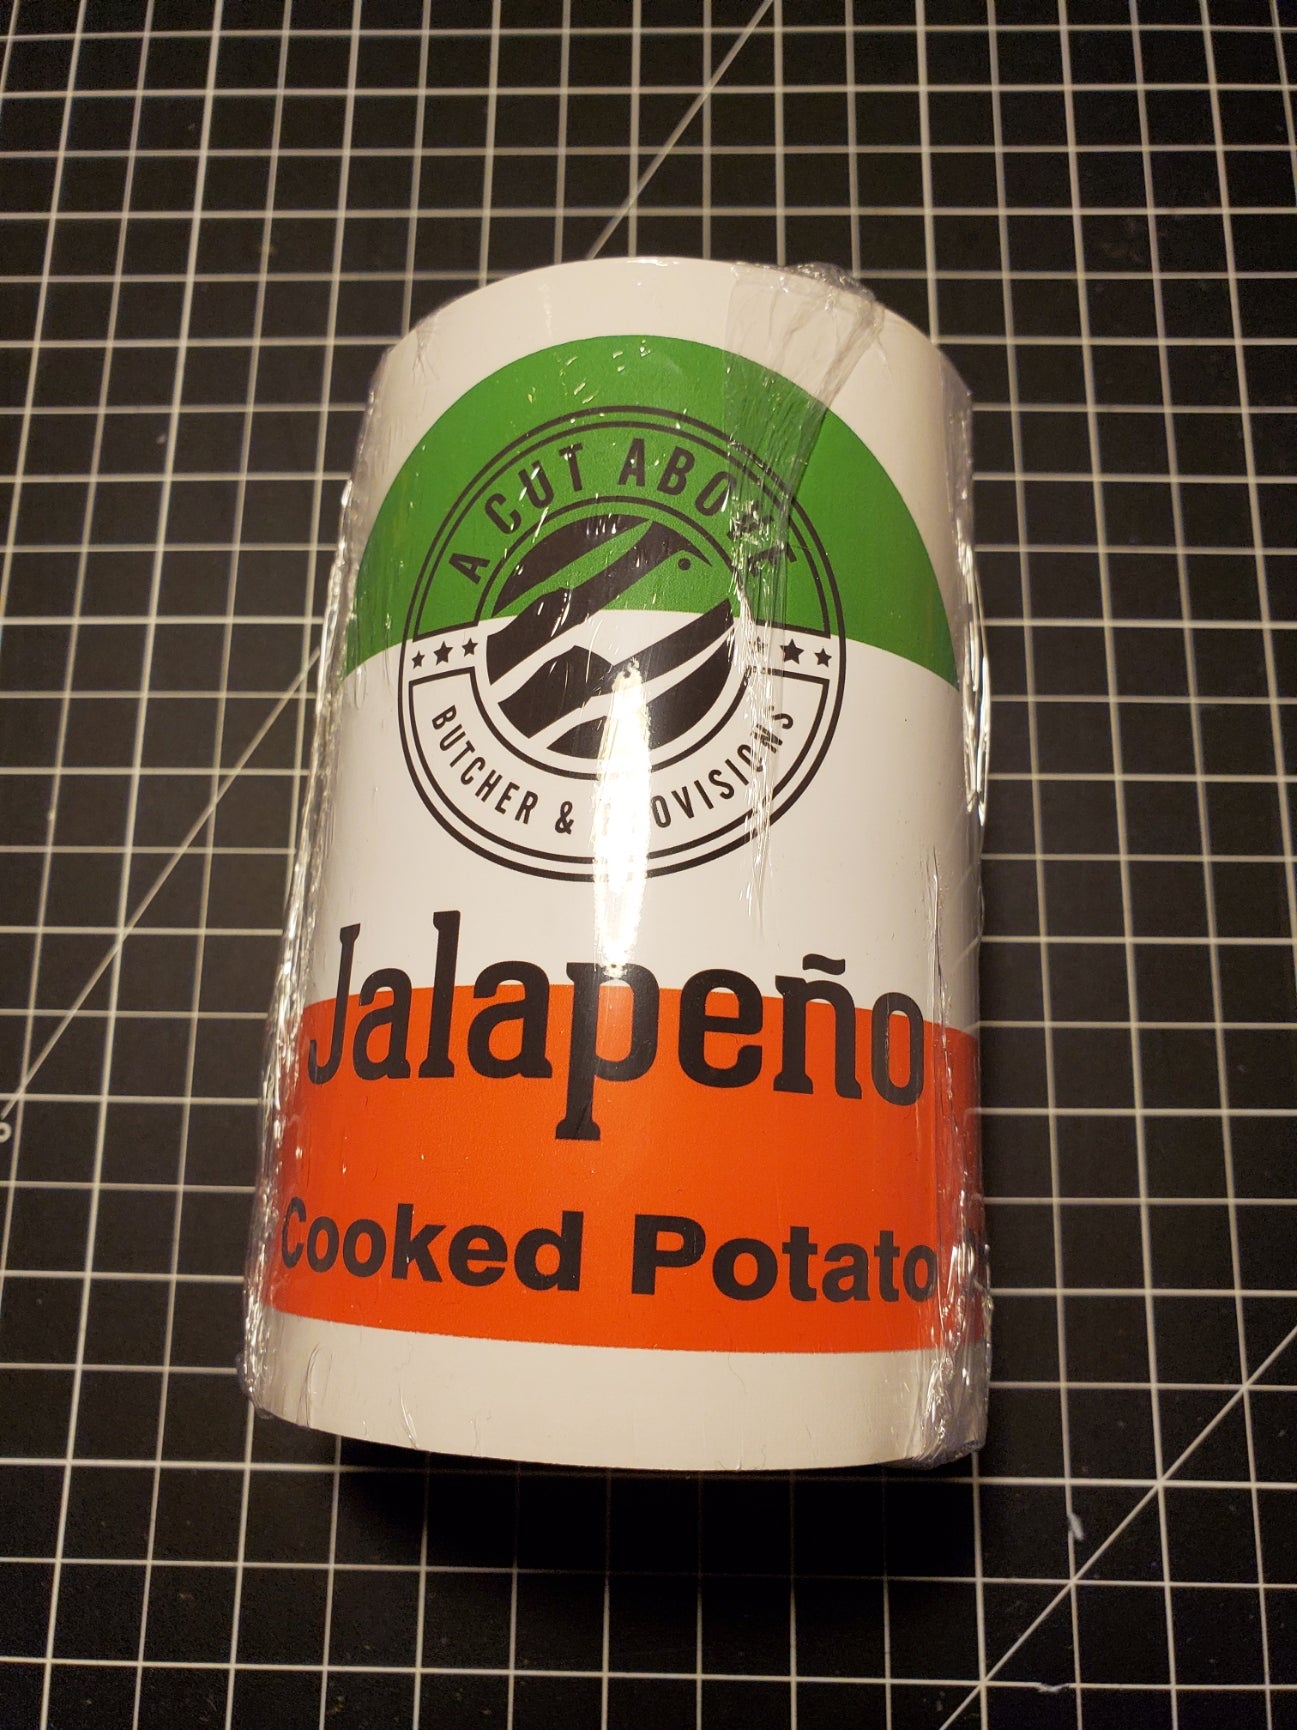 A CUT ABOVE
BUTCHER & PROVISIONS
Jalapeño
Cooked Potato